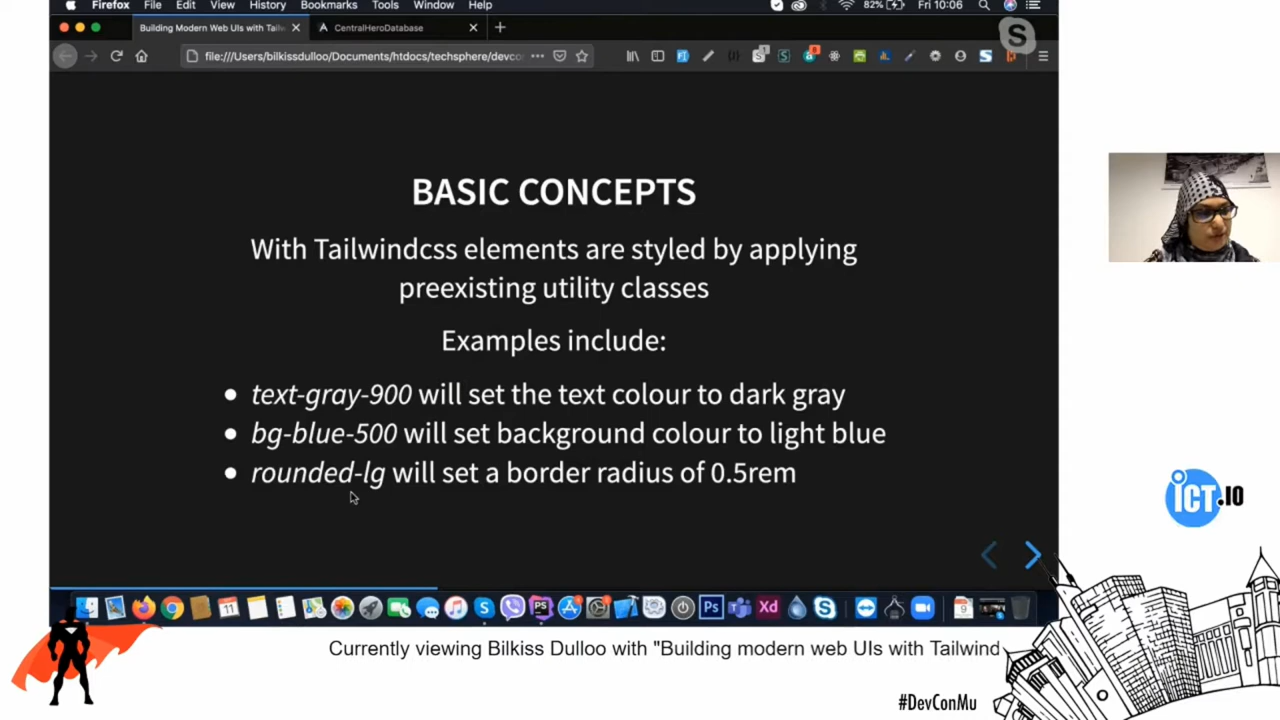 Firefox File Edit View History Bookmarks Tools Window Help 82% Fri 10:06
Building Modern Web UIs with Tailw CentralHeroDatabase
file:///Users/bilkissdulloo/Documents/htdocs/techsphere/devco
BASIC CONCEPTS
With Tailwindcss elements are styled by applying
preexisting utility classes
Examples include:
text-gray-900 will set the text colour to dark gray
bg-blue-500 will set background colour to light blue
rounded-lg will set a border radius of 0.5rem
iCT.IO
Currently viewing Bilkiss Dulloo with "Building modern web UIs with Tailwind
#DevConMu